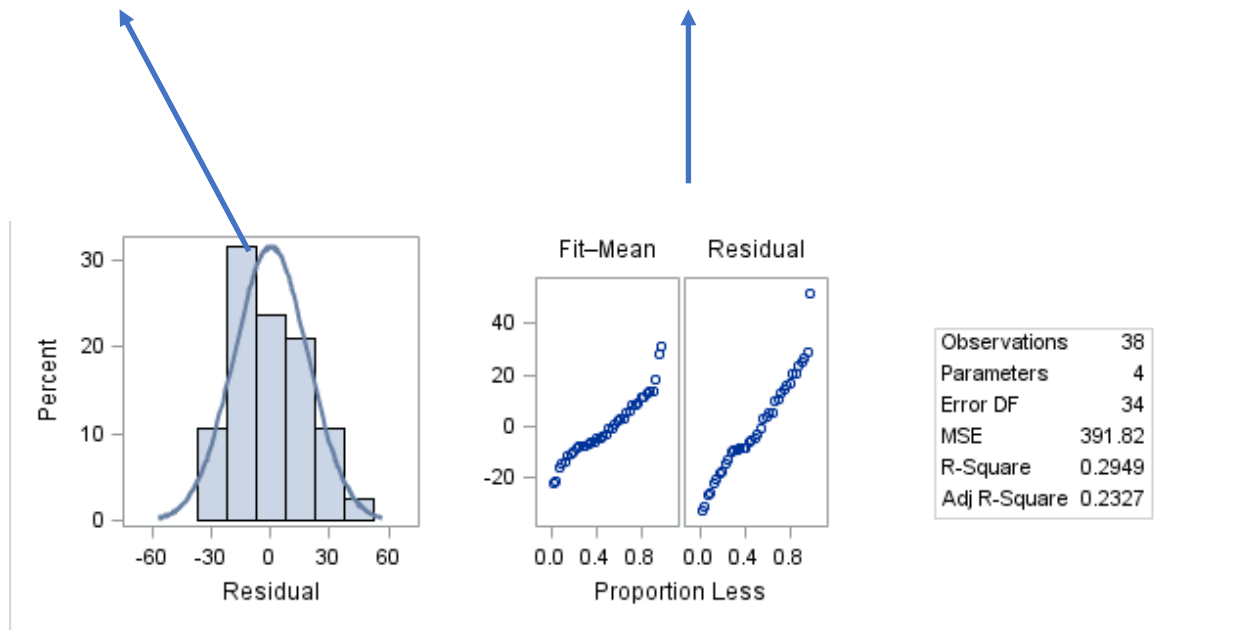 30
20
10
0
Percent
-60 -30 0 30 60
Residual
Fit–Mean Residual
40
20
0
-20
0.0 0.4 0.8 0.0 0.4 0.8
Proportion Less
Observations 38
Parameters 4
Error DF 34
MSE 391.82
R-Square 0.2949
Adj R-Square 0.2327